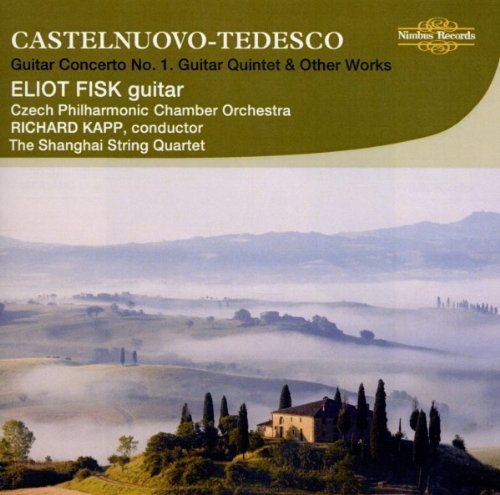 CASTELNUOVO-TEDESCO
Nimbus Records
Guitar Concerto No. 1. Guitar Quintet & Other Works
ELIOT FISK guitar
Czech Philharmonic Chamber Orchestra
RICHARD KAPP, conductor
The Shanghai String Quartet